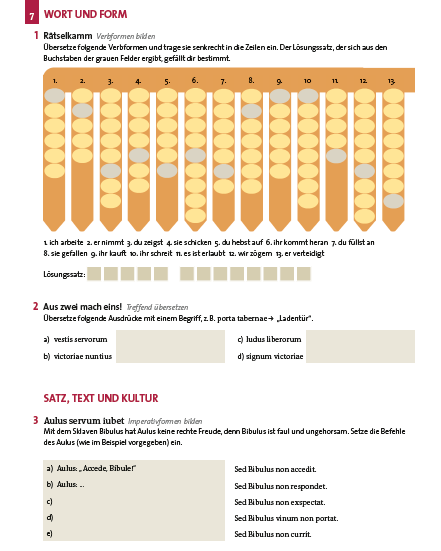 7 WORT UND FORM
1 Rätselkamm Verbformen bilden
Übersetze folgende Verbformen und trage sie senkrecht in die Zeilen ein. Der Lösungssatz, der sich aus den
Buchstaben der grauen Felder ergibt, gefällt dir bestimmt.
1. 2. 3. 4. 5. 6. 7. 8. 9. 10 11. 12. 13.
1. ich arbeite 2. er nimmt 3. du zeigst 4. sie schicken 5. du hebst auf 6. ihr kommt heran 7. du füllst an
8. sie gefallen 9. ihr kauft 10. ihr schreit 11. es ist erlaubt 12. wir zögern 13. er verteidigt
Lösungssatz:
2 Aus zwei mach eins! Treffend übersetzen
Übersetze folgende Ausdrücke mit einem Begriff, z. B. porta tabernae → „Ladentür“.
a) vestis servorum c) ludus liberorum
b) victoriae nuntius d) signum victoriae
SATZ, TEXT UND KULTUR
3 Aulus servum iubet Imperativformen bilden
Mit dem Sklaven Bibulus hat Aulus keine rechte Freude, denn Bibulus ist faul und ungehorsam. Setze die Befehle
des Aulus (wie im Beispiel vorgegeben) ein.
a) Aulus: „Accede, Bibule!“ Sed Bibulus non accedit.
b) Aulus: ... Sed Bibulus non respondet.
c) Sed Bibulus non exspectat.
d) Sed Bibulus vinum non portat.
e) Sed Bibulus non currit.